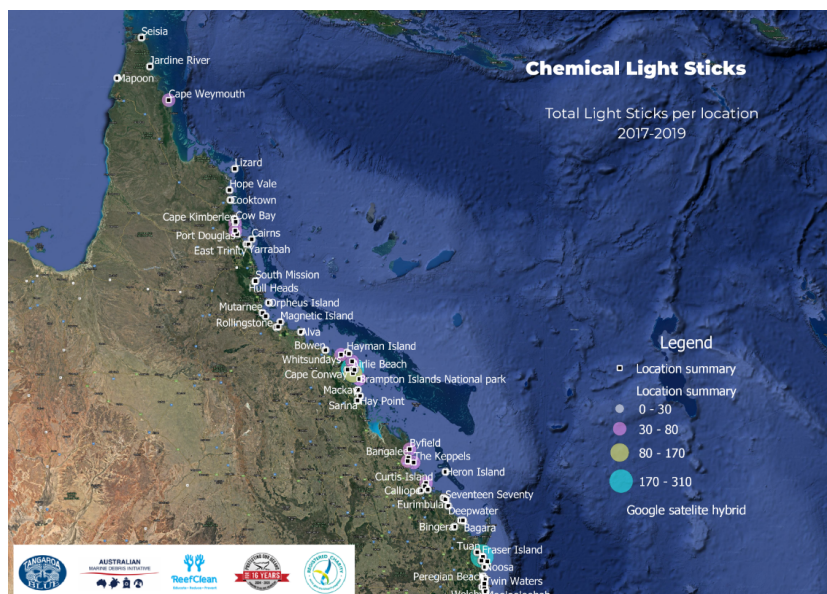 Seisia
Jardine River
Mapoon
Cape Weymouth
Chemical Light Sticks
Total Light Sticks per location
2017-2019
Lizard
Hope Vale
Cooktown
Cape Kimberley
Cow Bay
Port Douglas
Cairns
East Trinity
Yarrabah
South Mission
Hull Heads
Orpheus Island
Mutarnee
Magnetic Island
Rollingstone
Alva
Bowen
Hayman Island
Whitsundays
Airlie Beach
Cape Conway
Brampton Islands National park
Mackay
Hay Point
Sarina
Legend
Location summary
Location summary
0 - 30
30 - 80
80 - 170
170 - 310
Google satelite hybrid
Byfield
Bangalee
The Keppels
Heron Island
Curtis Island
Calliope
Seventeen Seventy
Eurimbula
Deepwater
Bingera
Bagara
Tuan
Fraser Island
Noosa
Peregian Beach
Twin Waters
TANGAROA
BLUE
AUSTRALIAN
MARINE DEBRIS INITIATIVE
ReefClean
16 YEARS
REGISTERED CHARITY